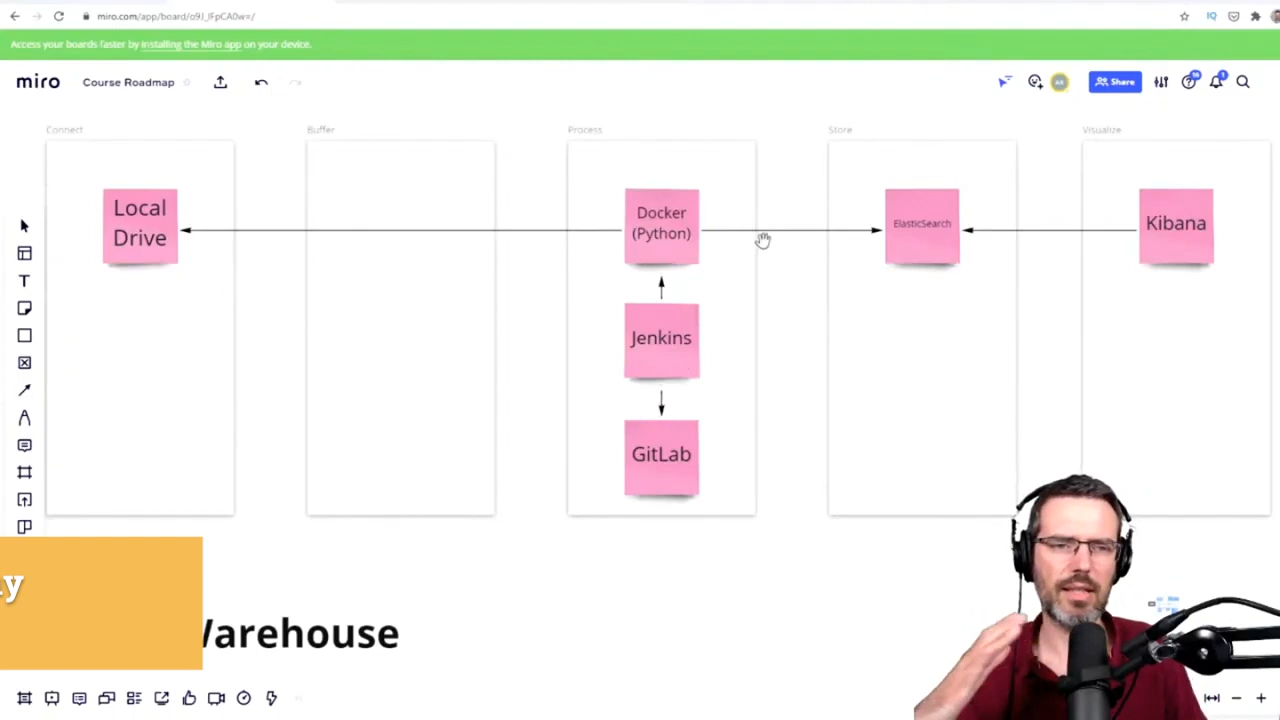 miro.com/app/board/o9J_lFpCA0w=/
Access your boards faster by installing the Miro app on your device.
miro
Course Roadmap
Share
Connect
Buffer
Process
Store
Visualize
Local
Drive
Docker
(Python)
ElasticSearch
Kibana
Jenkins
GitLab
y
Warehouse